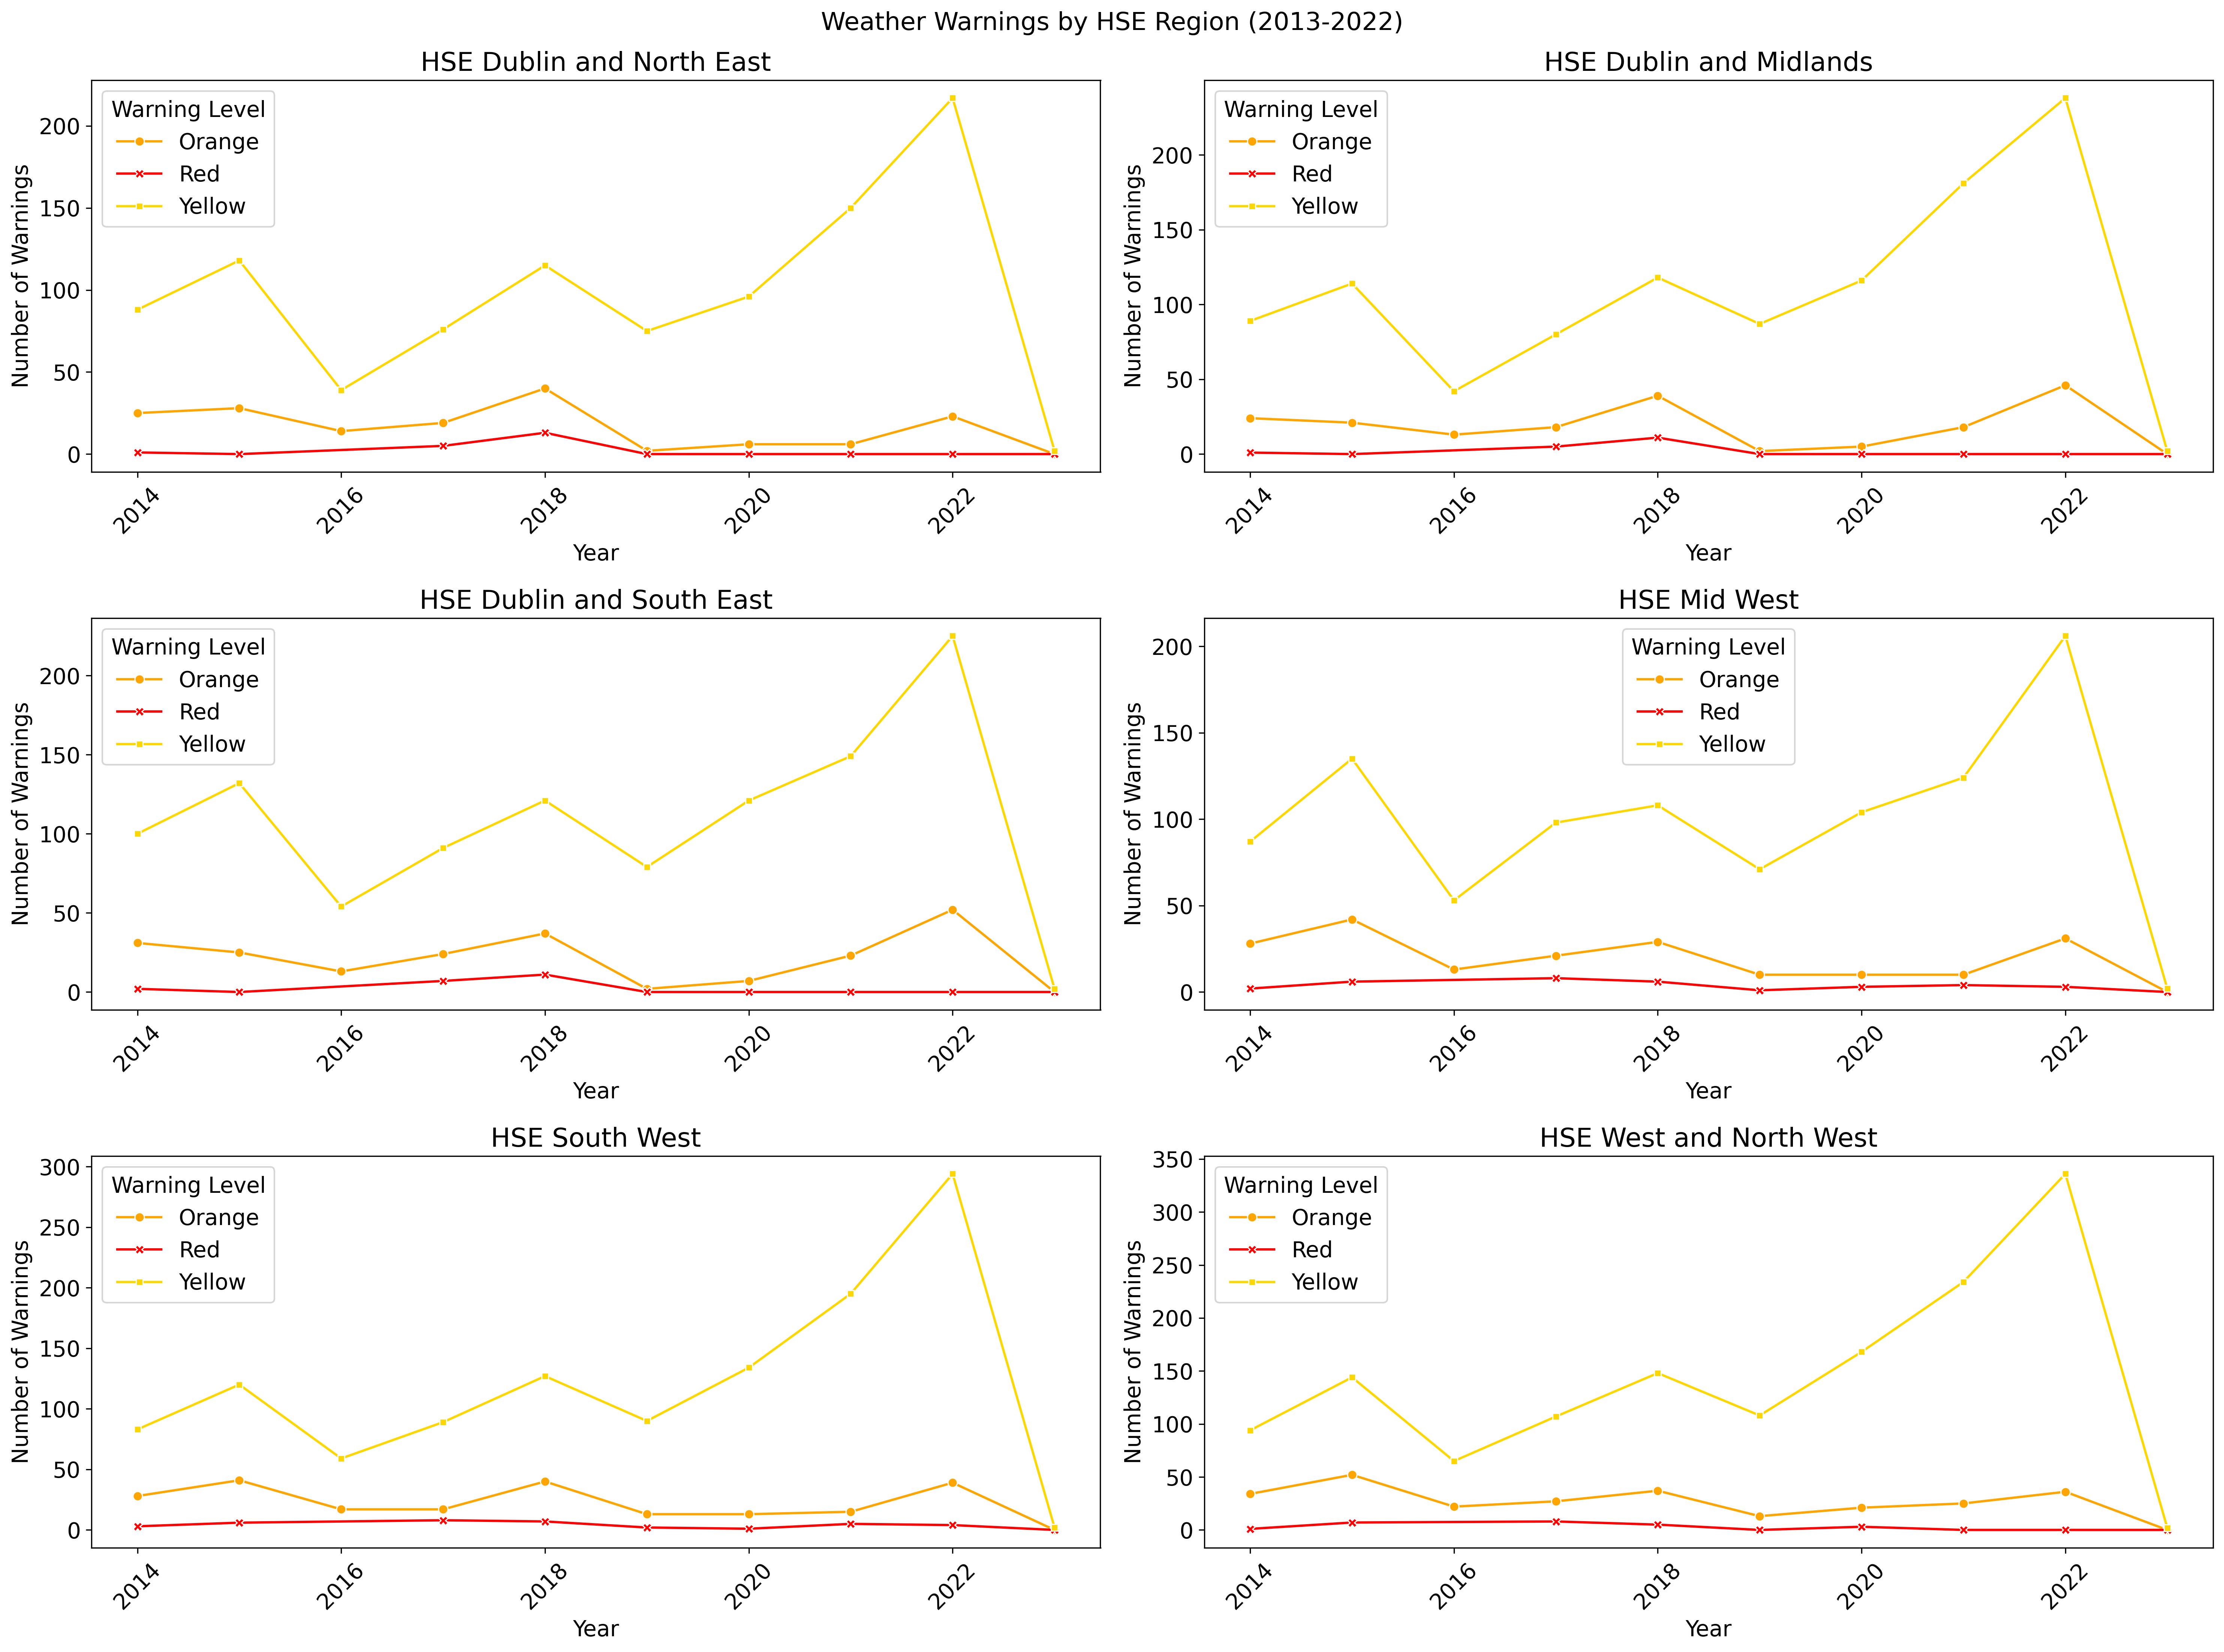 Weather Warnings by HSE Region (2013-2022)
HSE Dublin and North East
Warning Level
Orange
Red
Yellow
Number of Warnings
200
150
100
50
0
2014
2016
2018
2020
2022
Year
HSE Dublin and Midlands
Warning Level
Orange
Red
Yellow
Number of Warnings
200
150
100
50
0
2014
2016
2018
2020
2022
Year
HSE Dublin and South East
Warning Level
Orange
Red
Yellow
Number of Warnings
200
150
100
50
0
2014
2016
2018
2020
2022
Year
HSE Mid West
Warning Level
Orange
Red
Yellow
Number of Warnings
200
150
100
50
0
2014
2016
2018
2020
2022
Year
HSE South West
Warning Level
Orange
Red
Yellow
Number of Warnings
300
250
200
150
100
50
0
2014
2016
2018
2020
2022
Year
HSE West and North West
Warning Level
Orange
Red
Yellow
Number of Warnings
350
300
250
200
150
100
50
0
2014
2016
2018
2020
2022
Year